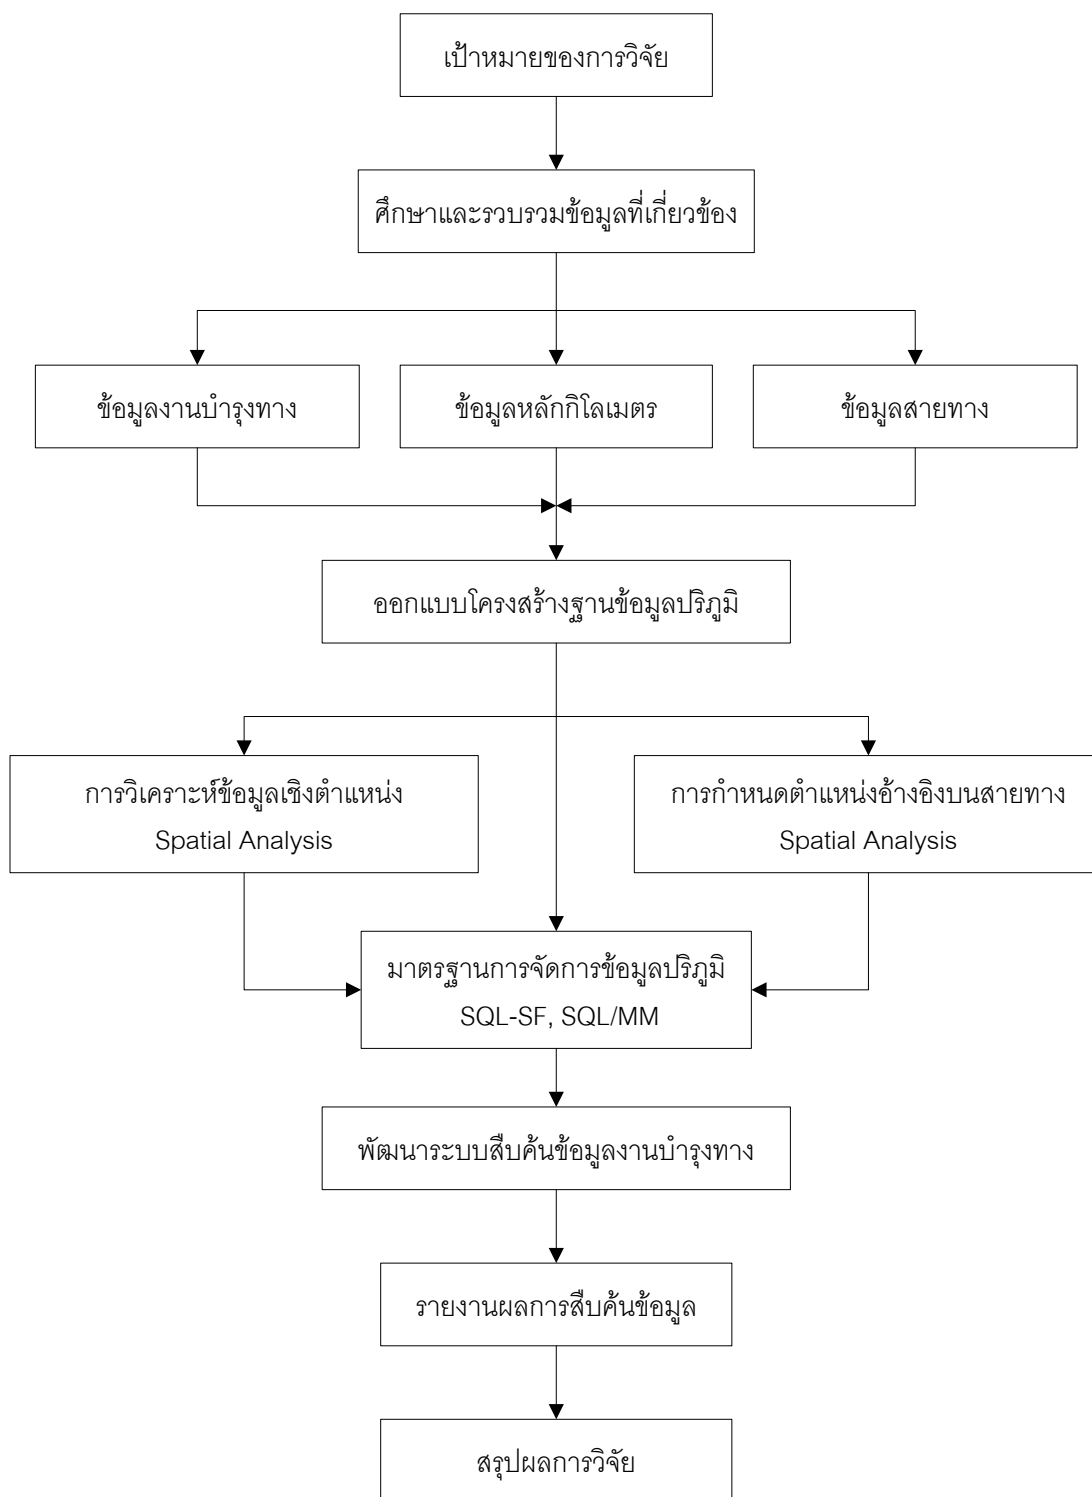 เป้าหมายของการวิจัย
ศึกษาและรวบรวมข้อมูลที่เกี่ยวข้อง
ข้อมูลงานบำรุงทาง
ข้อมูลหลักกิโลเมตร
ข้อมูลสายทาง
ออกแบบโครงสร้างฐานข้อมูลปริภูมิ
การวิเคราะห์ข้อมูลเชิงตำแหน่ง
Spatial Analysis
การกำหนดตำแหน่งอ้างอิงบนสายทาง
Spatial Analysis
มาตรฐานการจัดการข้อมูลปริภูมิ
SQL-SF, SQL/MM
พัฒนาระบบสืบค้นข้อมูลงานบำรุงทาง
รายงานผลการสืบค้นข้อมูล
สรุปผลการวิจัย